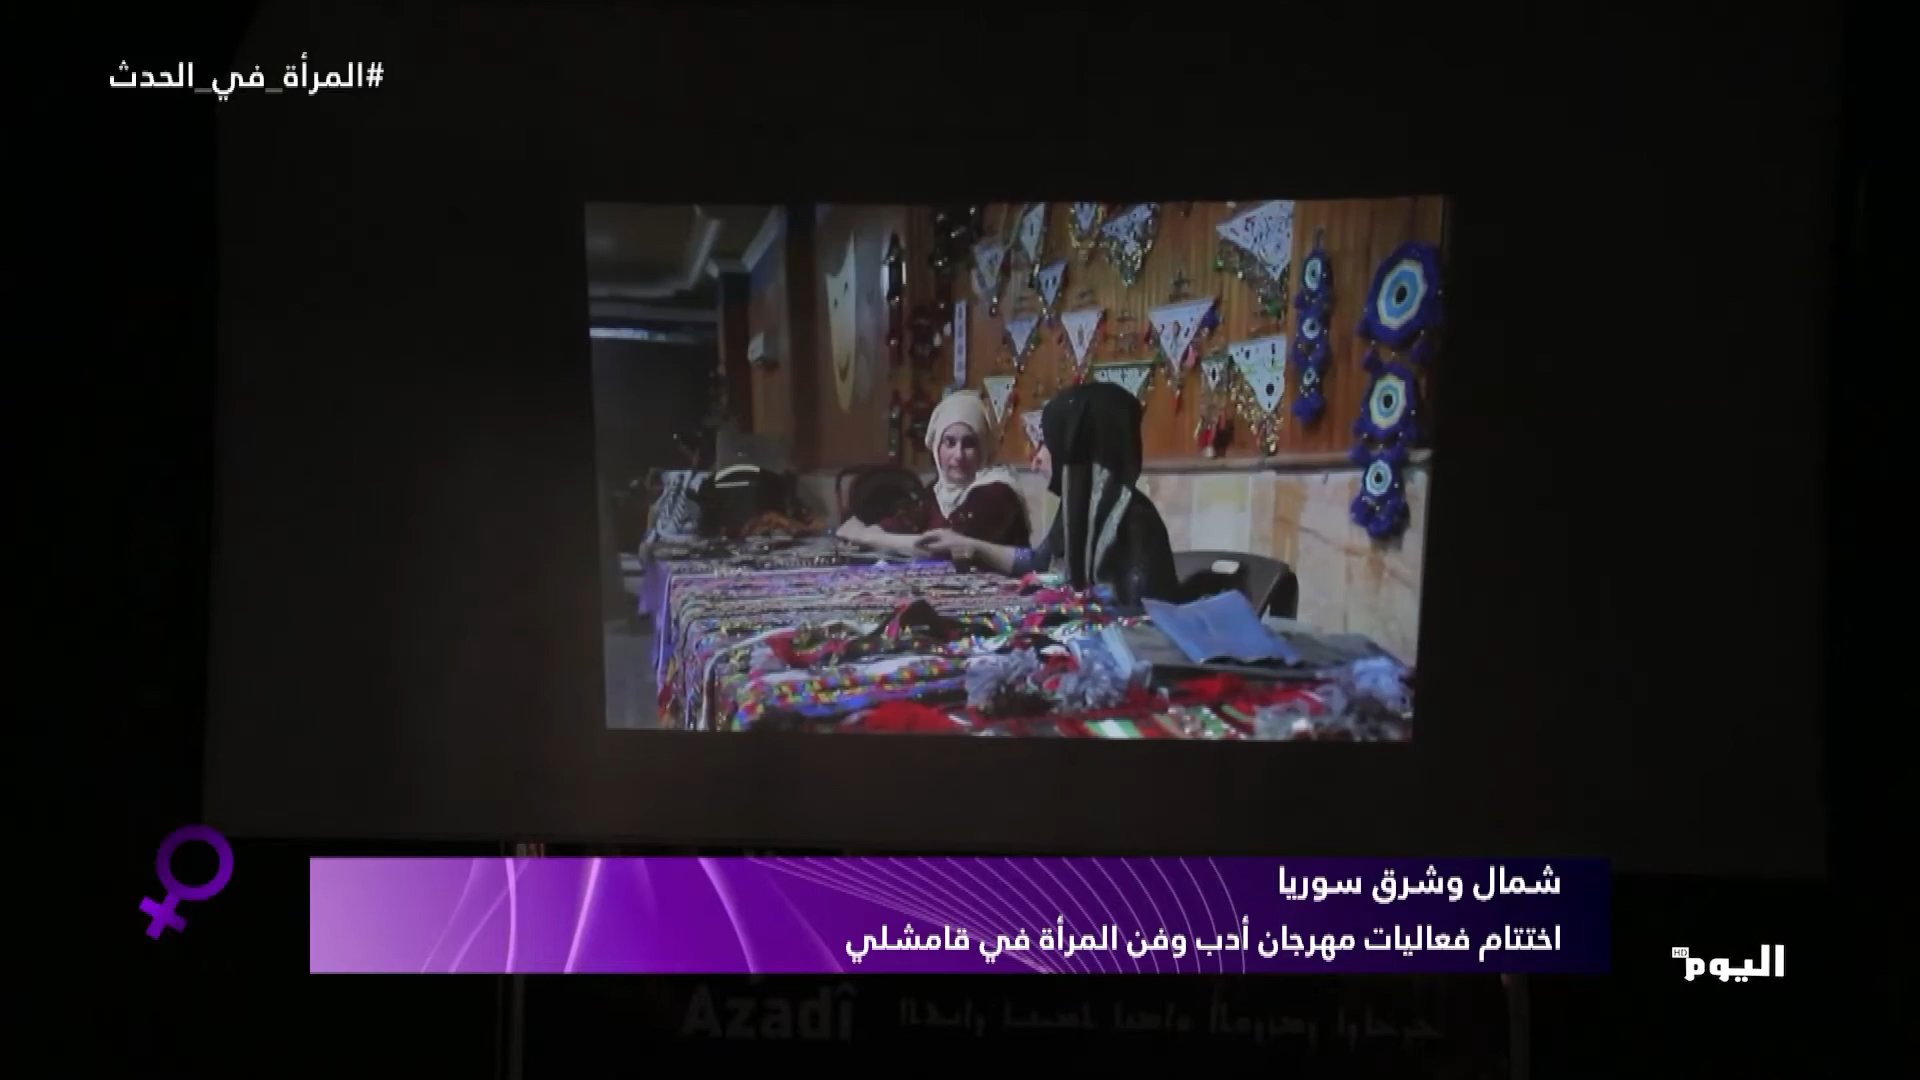 #المرأة_في_الحدث
شمال وشرق سوريا
اختتام فعاليات مهرجان أدب وفن المرأة في قامشلي
اليوم HD
Azadî